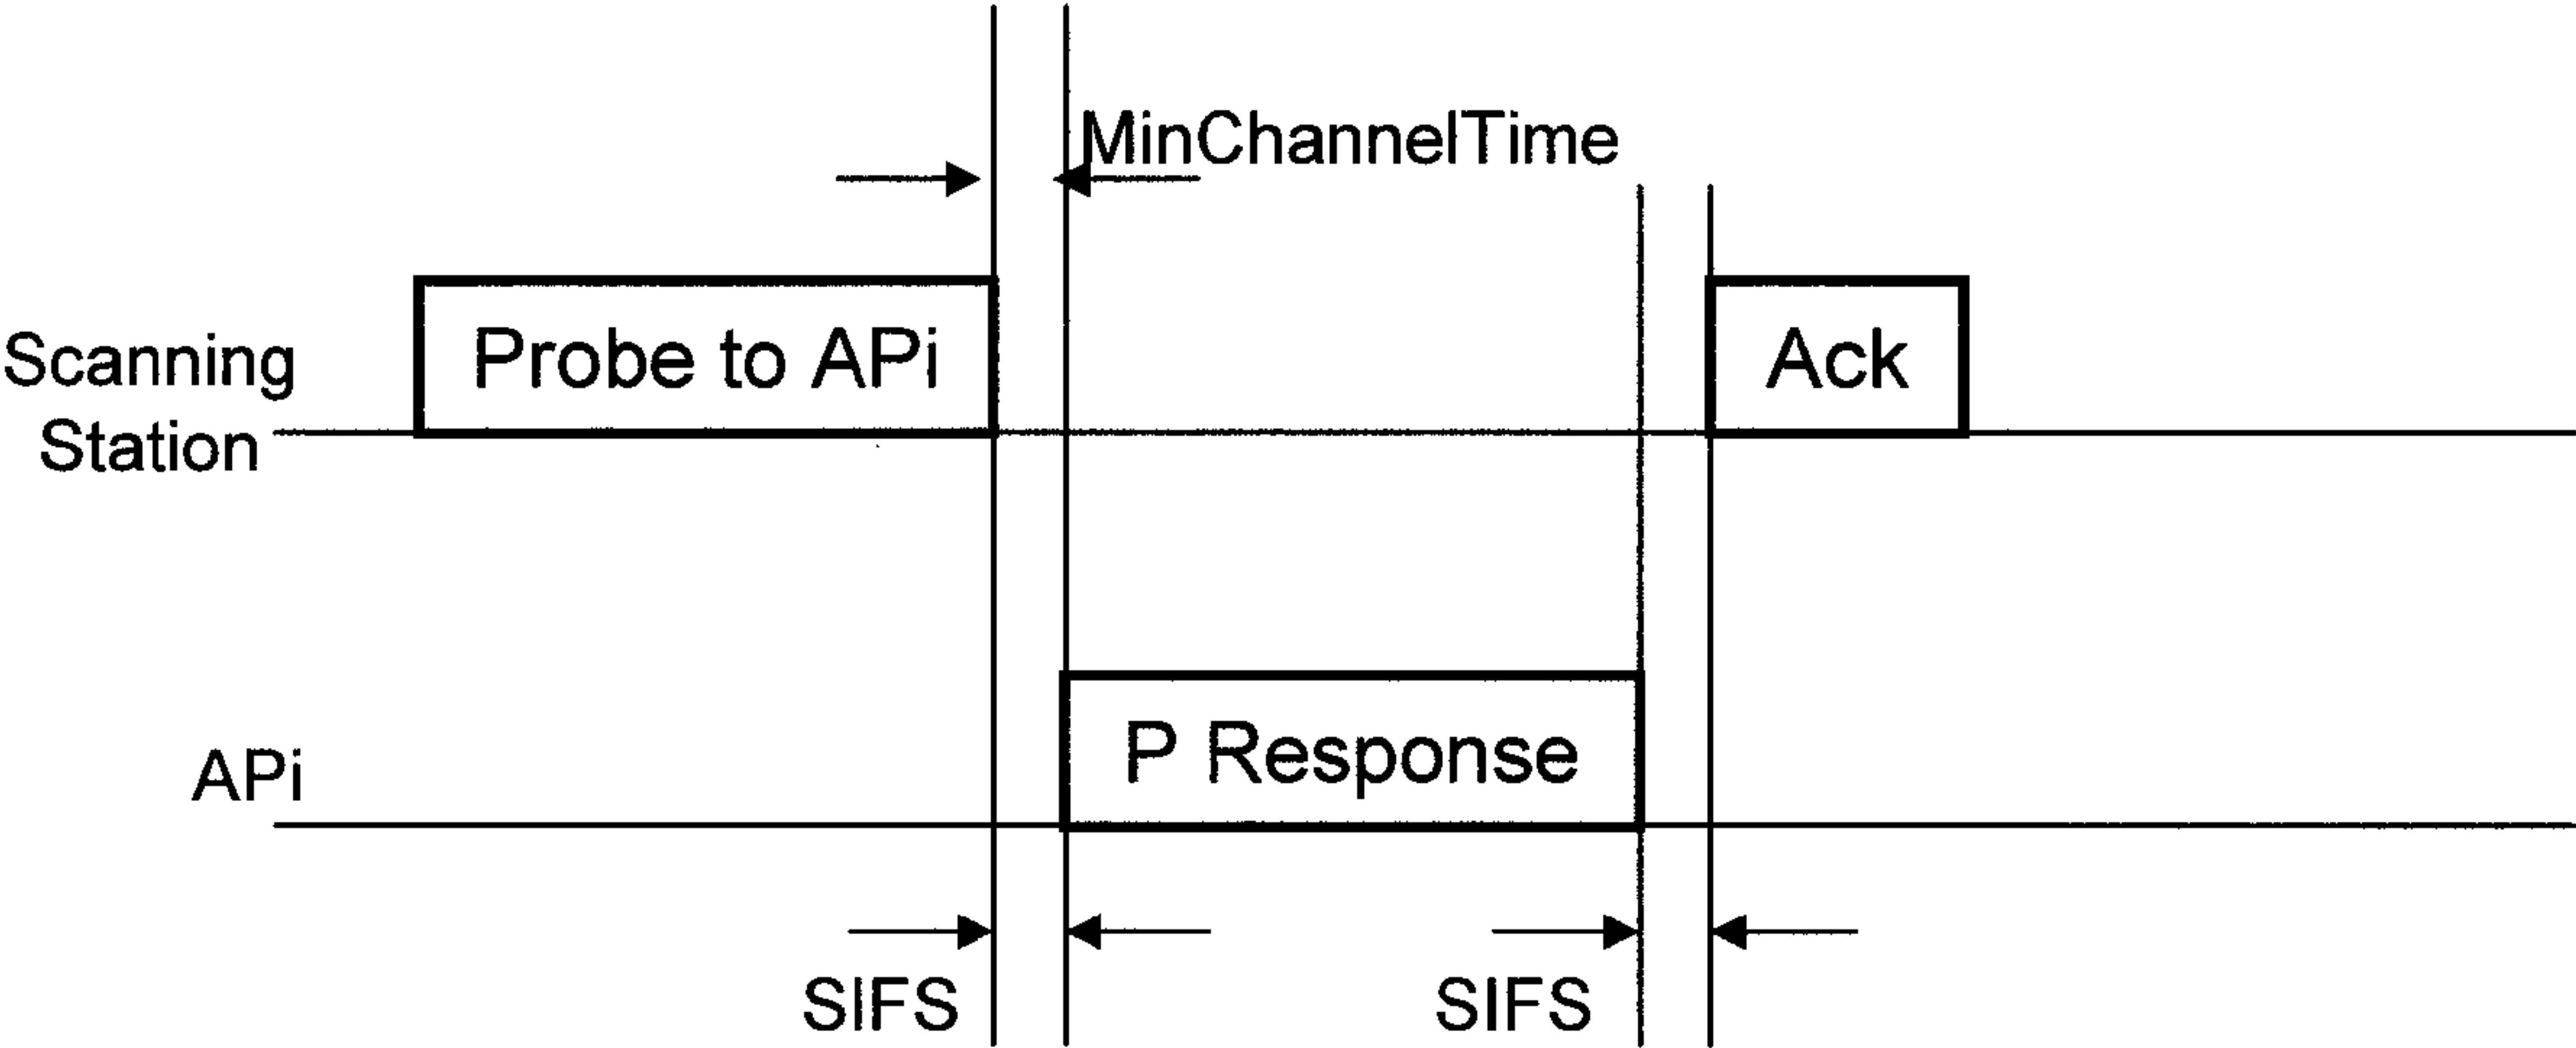 MinChannelTime
Probe to APi
Ack
Scanning
Station
P Response
APi
SIFS
SIFS